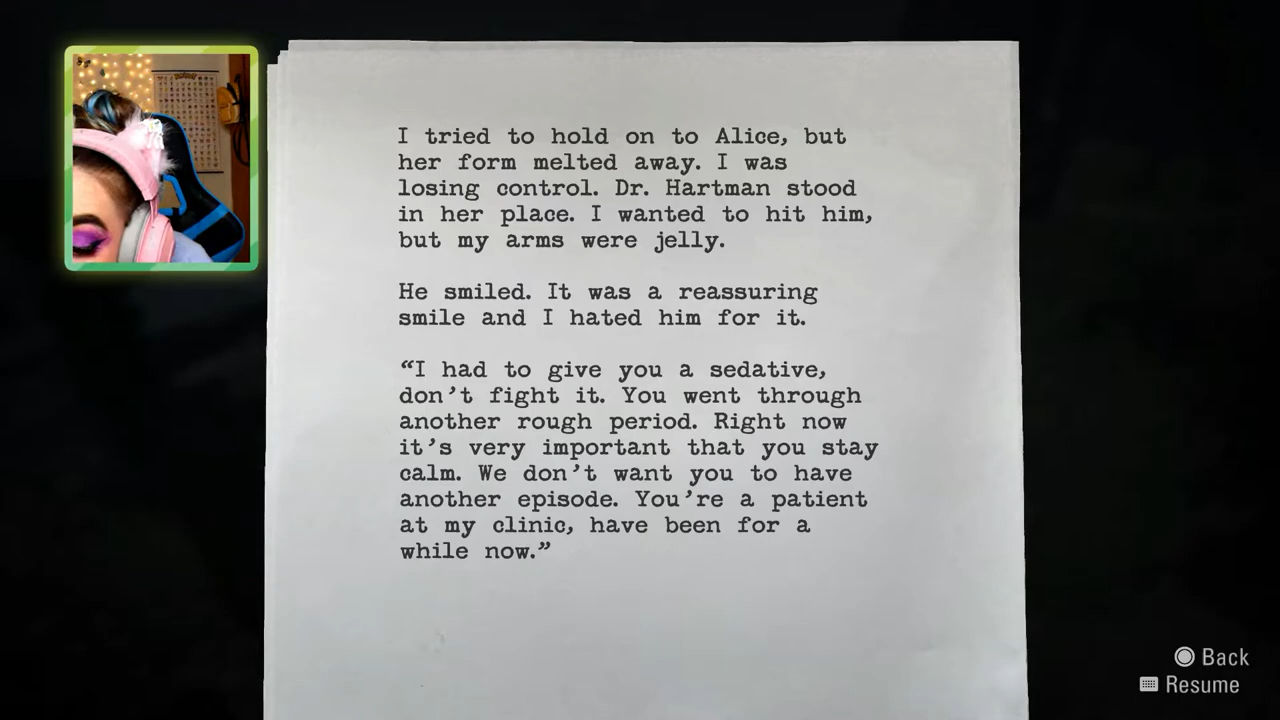 I tried to hold on to Alice, but
her form melted away. I was
losing control. Dr. Hartman stood
in her place. I wanted to hit him,
but my arms were jelly.
He smiled. It was a reassuring
smile and I hated him for it.
“I had to give you a sedative,
don’t fight it. You went through
another rough period. Right now
it’s very important that you stay
calm. We don’t want you to have
another episode. You’re a patient
at my clinic, have been for a
while now.”
Back
Resume